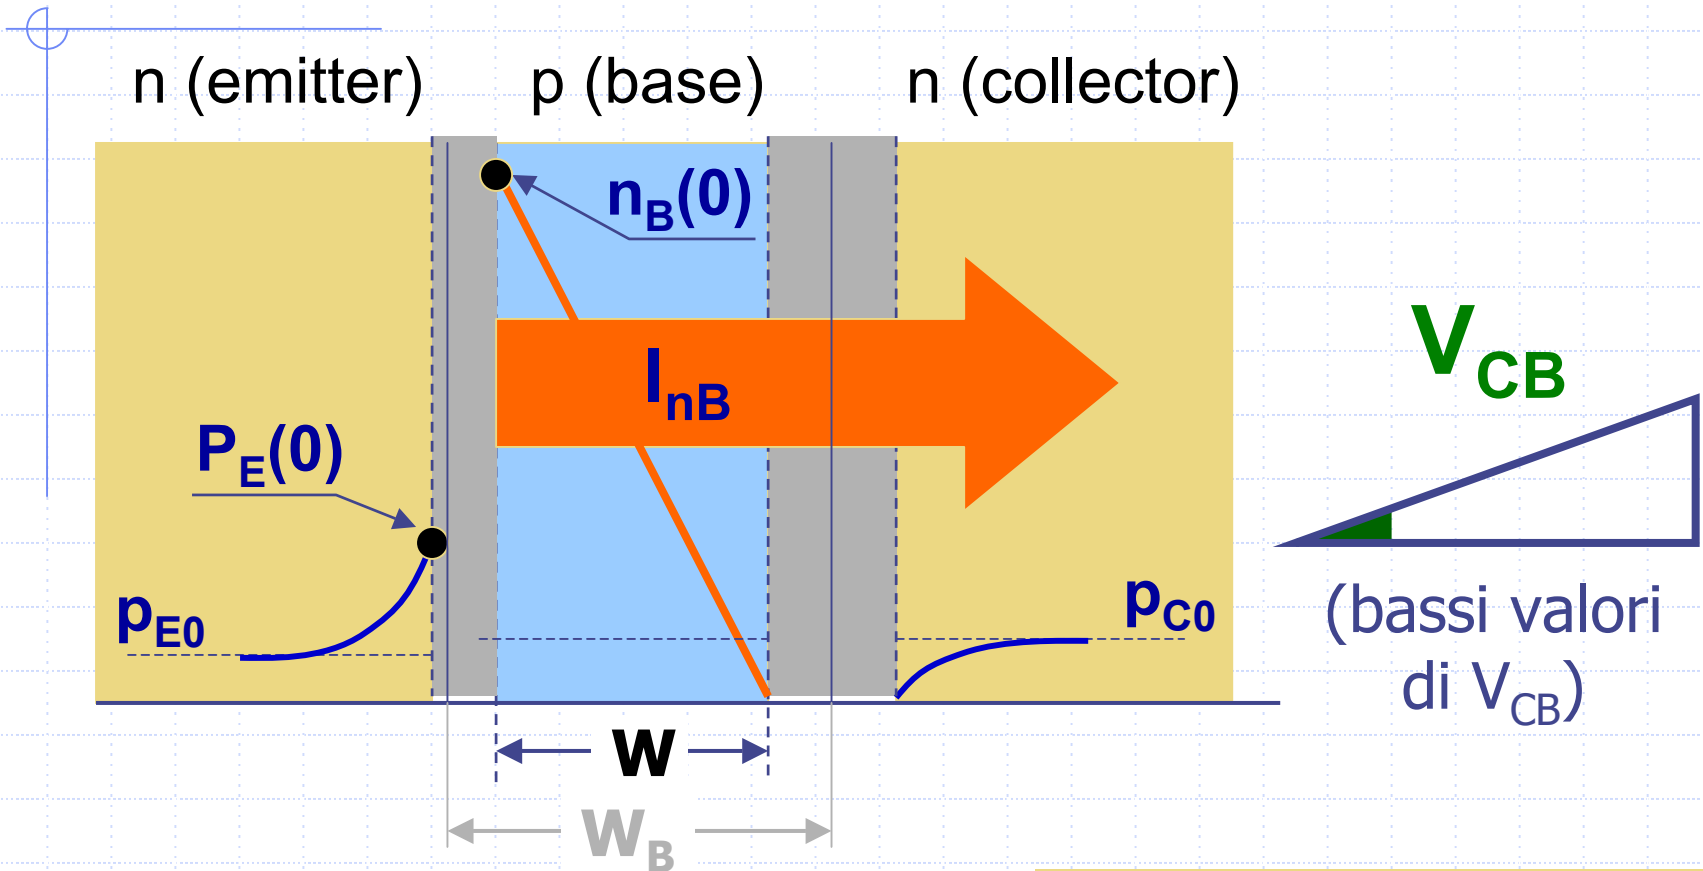 n (emitter) p (base) n (collector)
nB(0)
VCB
InB
PE(0)
pE0
pC0
(bassi valori
di VCB)
W
WB